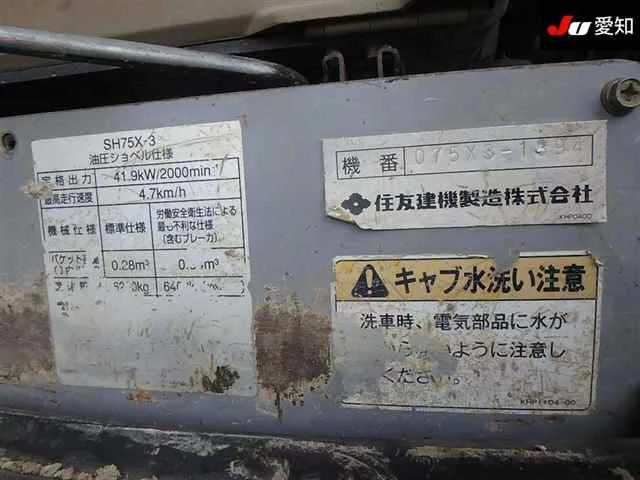 JU 愛知
SH75X-3
油圧ショベル仕様
定格出力 41.9kW/2000min
最高走行速度 4.7km/h
機械仕様 標準仕様 労働安全衛生法による
最も不利な仕様
(含むブレーカ)
0.28m³
機番 075X3-1394
住友建機製造株式会社
KHP0A00
キャブ水洗い注意
洗車時、電気部品に水が
ように注意し
ください。